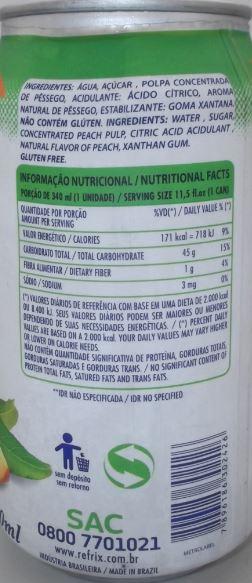 INGREDIENTES: ÁGUA, AÇÚCAR, POLPA CONCENTRADA
DE PÊSSEGO, ACIDULANTE: ÁCIDO CÍTRICO, AROMA
NATURAL DE PÊSSEGO, ESTABILIZANTE: GOMA XANTANA.
NÃO CONTÉM GLÚTEN. INGREDIENTS: WATER, SUGAR,
CONCENTRATED PEACH PULP, CITRIC ACID ACIDULANT,
NATURAL FLAVOR OF PEACH, XANTHAN GUM.
GLUTEN FREE.
INFORMAÇÃO NUTRICIONAL / NUTRITIONAL FACTS
PORÇÃO DE 340 ml (1 UNIDADE) / SERVING SIZE 11,5 fl.oz (1 CAN)
QUANTIDADE POR PORÇÃO %VD(*) / DAILY VALUE % (*)
AMOUNT PER SERVING
VALOR ENERGÉTICO / CALORIES 171 kcal = 718 kJ 9%
CARBOIDRATO TOTAL / TOTAL CARBOHYDRATE 45 g 15%
FIBRA ALIMENTAR / DIETARY FIBER 1 g 4%
SÓDIO / SODIUM 3 mg 0%
(*) VALORES DIÁRIOS DE REFERÊNCIA COM BASE EM UMA DIETA DE 2.000 kcal
OU 8.400 kJ. SEUS VALORES DIÁRIOS PODEM SER MAIORES OU MENORES
DEPENDENDO DE SUAS NECESSIDADES ENERGÉTICAS. / (*) PERCENT DAILY
VALUES ARE BASED ON A 2.000 kcal. YOUR DAILY VALUES MAY VARY HIGHER
OR LOWER ON CALORIE NEEDS.
NÃO CONTÉM QUANTIDADE SIGNIFICATIVA DE PROTEÍNA, GORDURAS TOTAIS,
GORDURAS SATURADAS E GORDURAS TRANS. / NO SIGNIFICANT CONTENT OF
PROTEIN TOTAL FATS, SATURED FATS AND TRANS FATS.
**IDR NÃO ESPECIFICADA / IDR NO SPECIFIED
sem depósito
sem retorno
7896186302426
METROLABEL
ml
SAC
0800 7701021
www.refrix.com.br
INDÚSTRIA BRASILEIRA / MADE IN BRAZIL